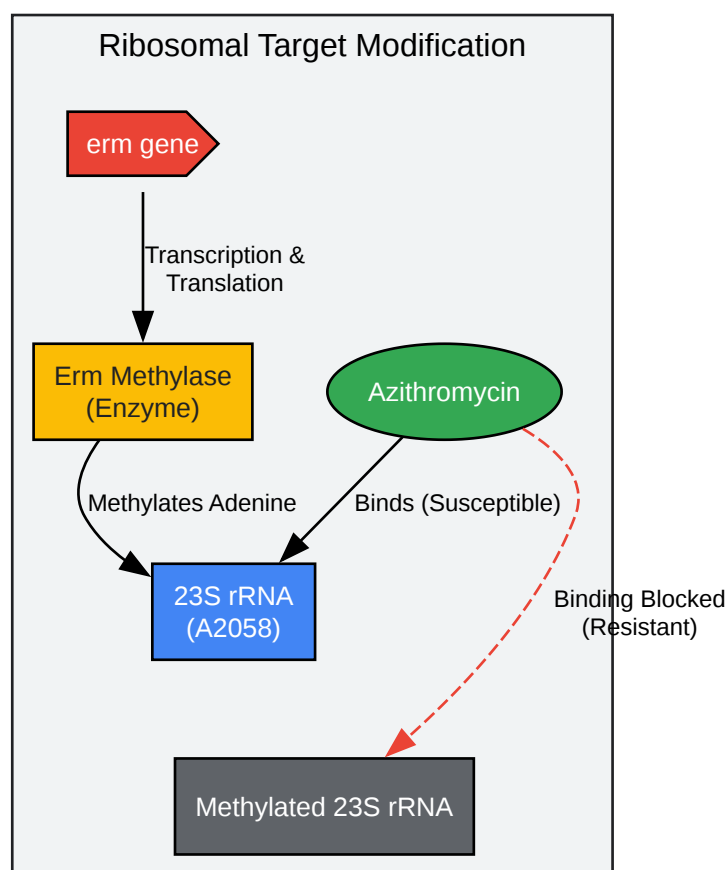 Ribosomal Target Modification
erm gene
Transcription &
Translation
Erm Methylase
(Enzyme)
Azithromycin
Methylates Adenine
Binds (Susceptible)
23S rRNA
(A2058)
Binding Blocked
(Resistant)
Methylated 23S rRNA